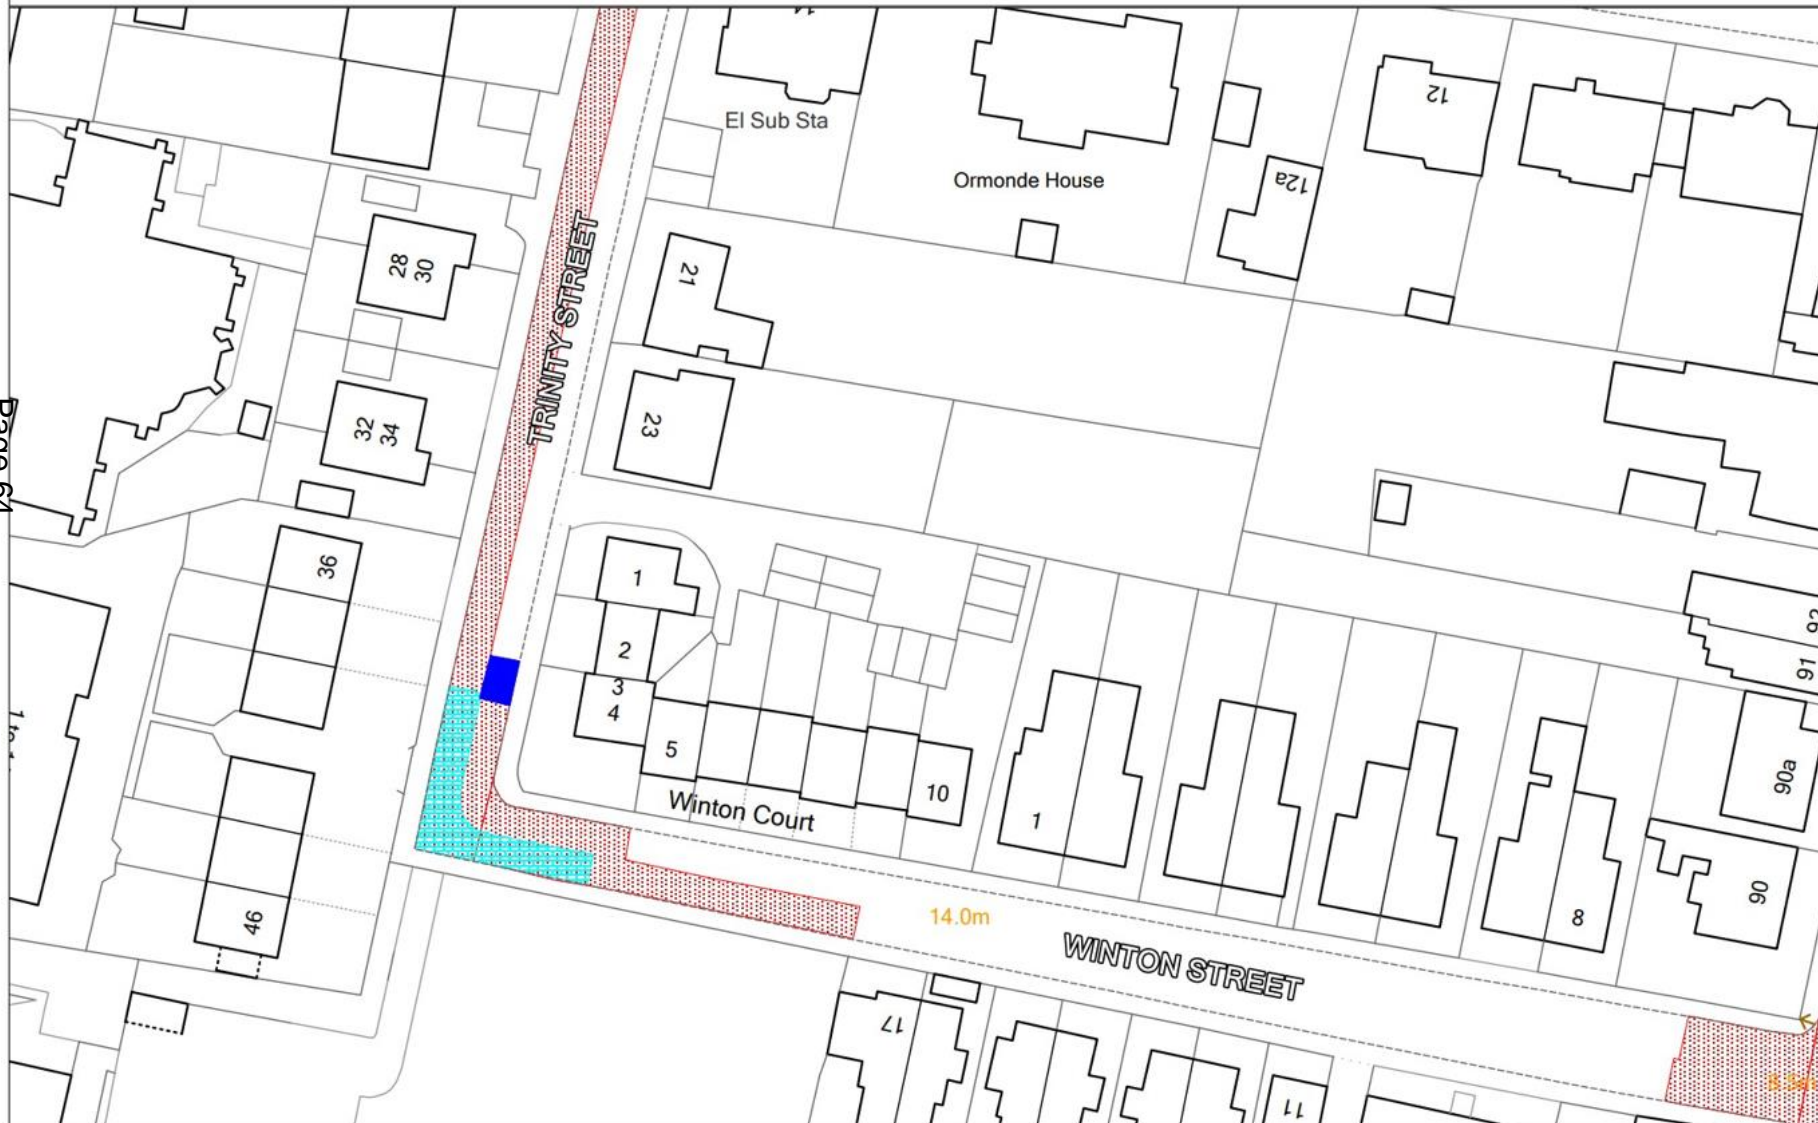 El Sub Sta
12
Ormonde House
12a
28
30
21
TRINITY STREET
32
34
23
36
1
2
3
4
5
10
Winton Court
1
8
90a
90
91
46
14.0m
WINTON STREET
17
11